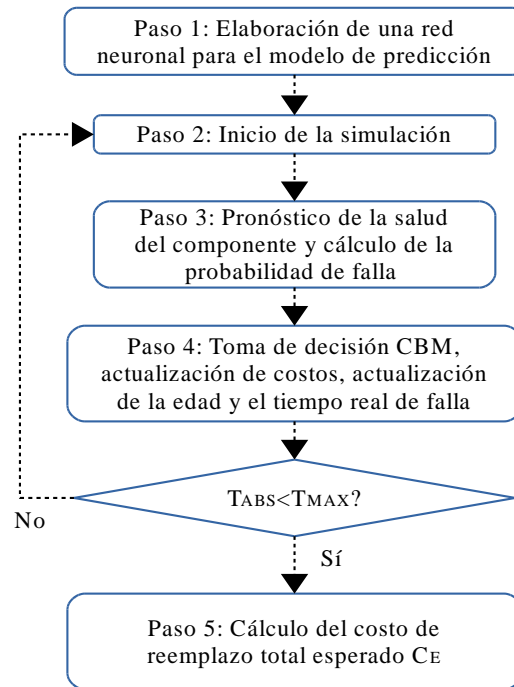 Paso 1: Elaboración de una red
neuronal para el modelo de predicción
Paso 2: Inicio de la simulación
Paso 3: Pronóstico de la salud
del componente y cálculo de la
probabilidad de falla
Paso 4: Toma de decisión CBM,
actualización de costos, actualización
de la edad y el tiempo real de falla
TABS<TMAX?
No
Sí
Paso 5: Cálculo del costo de
reemplazo total esperado CE